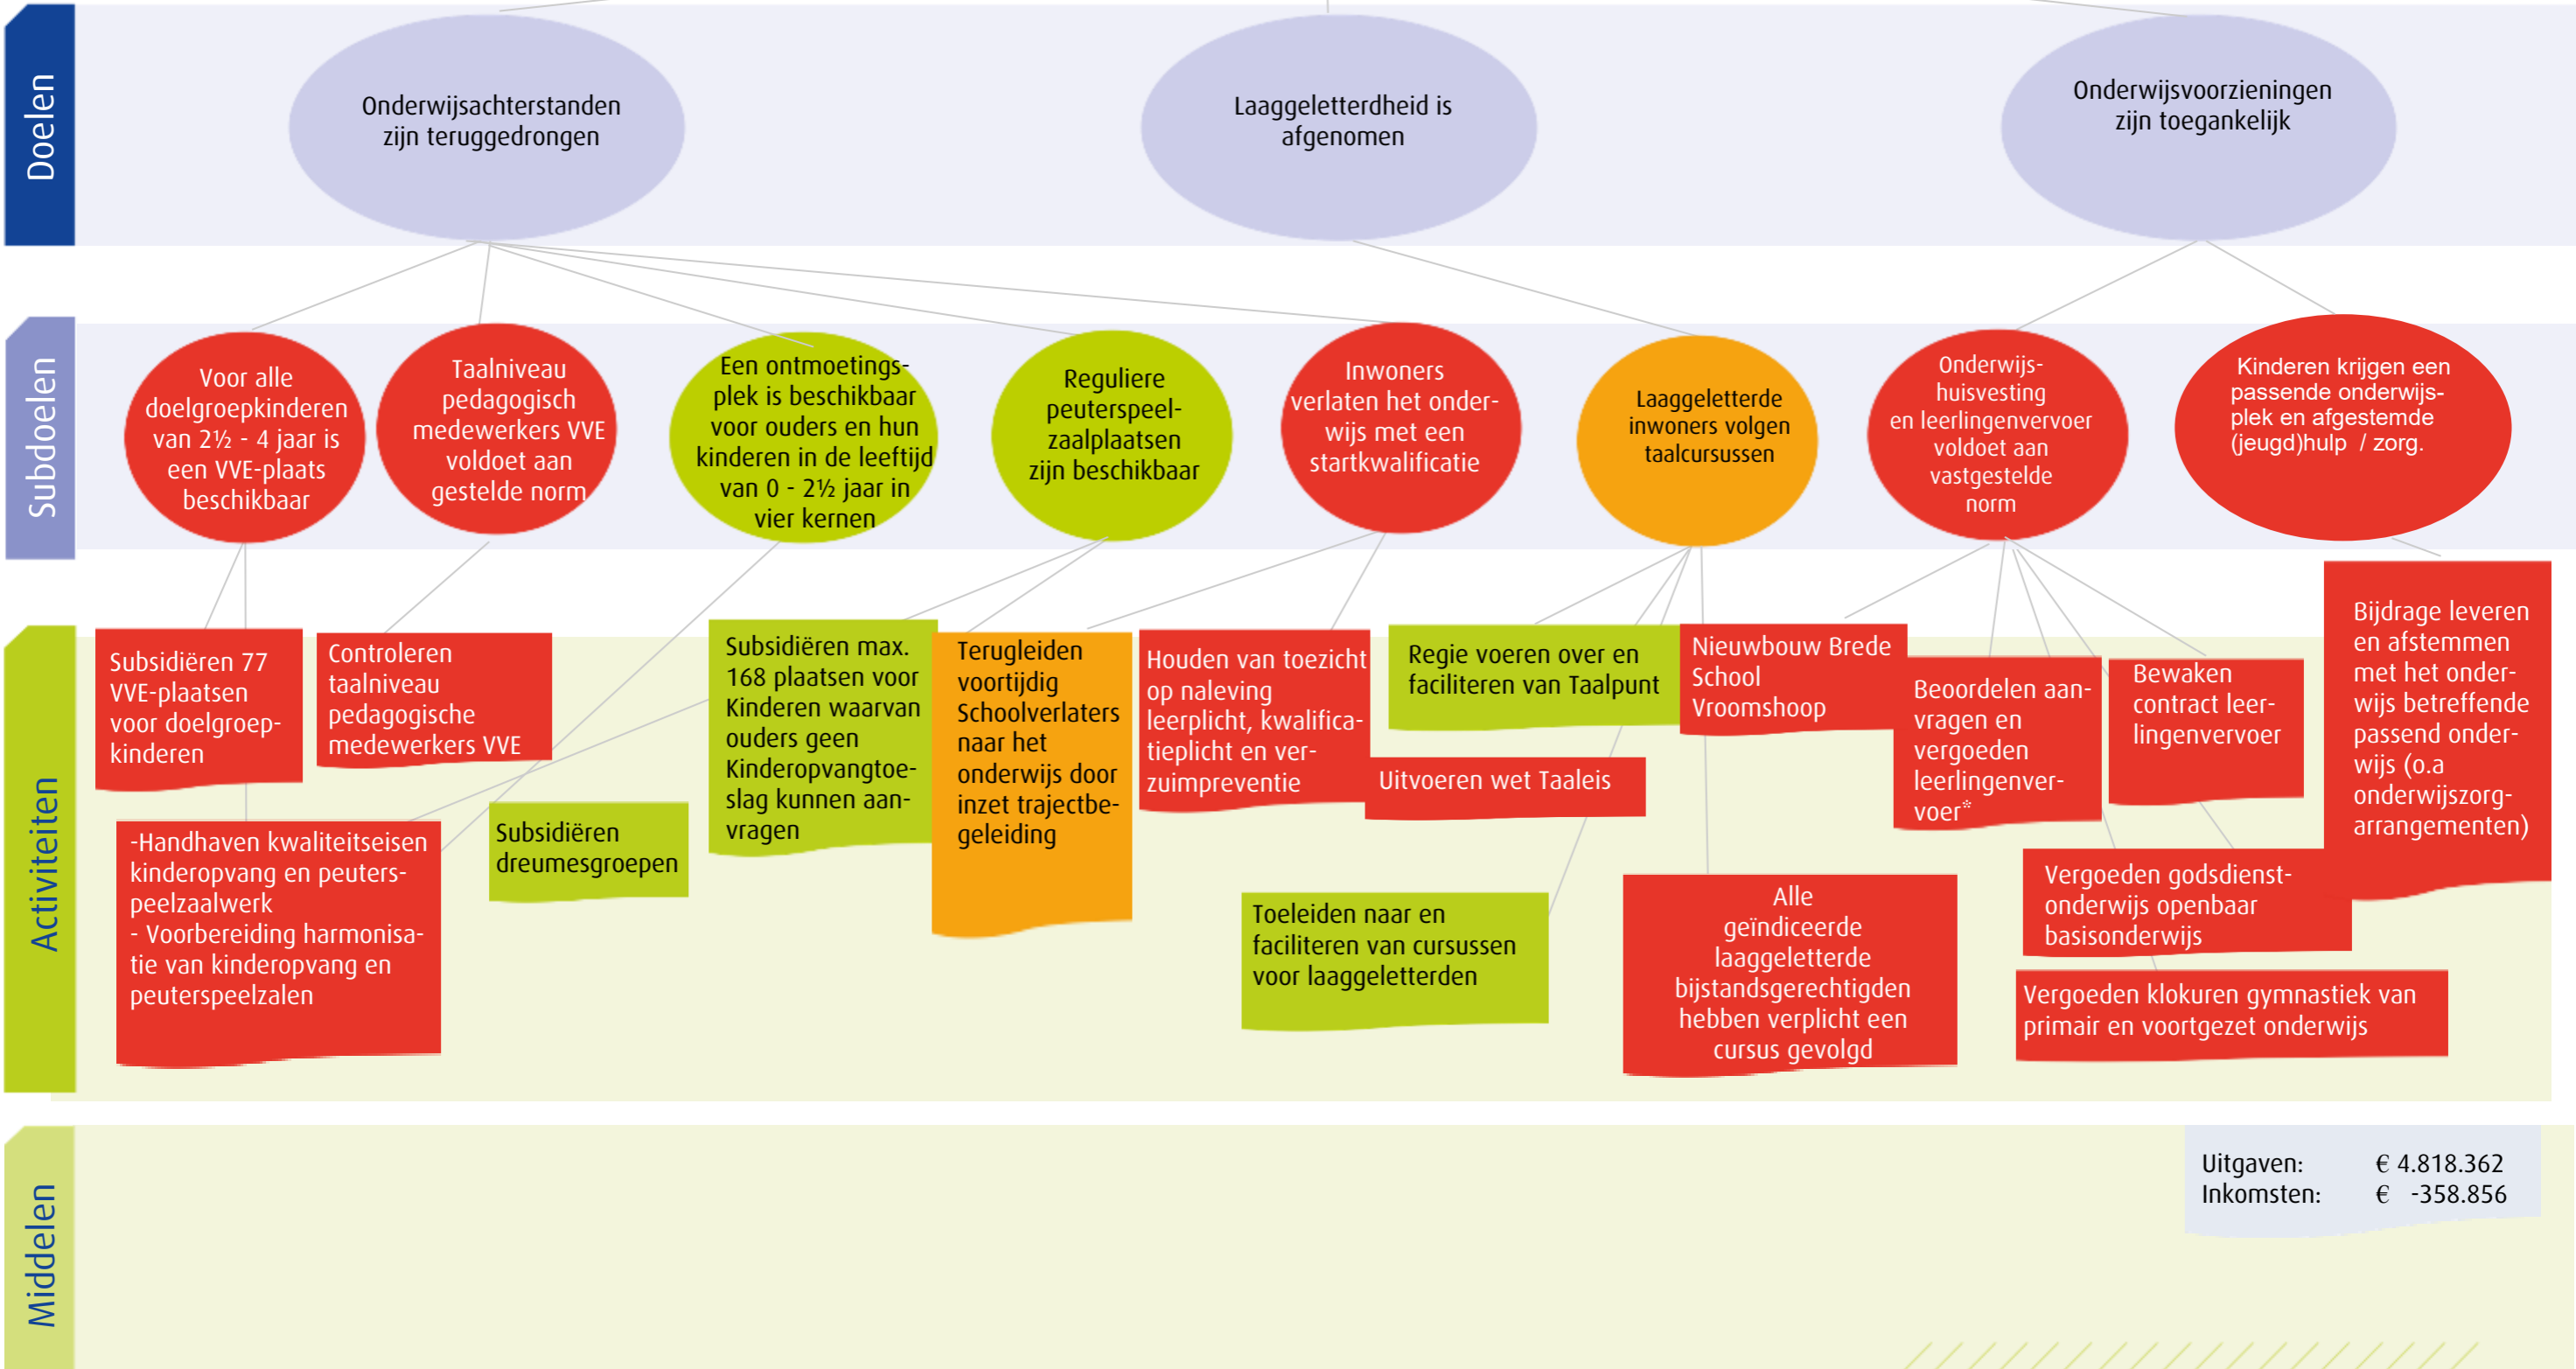 Doelen
Onderwijsachterstanden
zijn teruggedrongen
Laaggeletterdheid is
afgenomen
Onderwijsvoorzieningen
zijn toegankelijk
Subdoelen
Voor alle
doelgroepkinderen
van 2½ - 4 jaar is
een VVE-plaats
beschikbaar
Taalniveau
pedagogisch
medewerkers VVE
voldoet aan
gestelde norm
Een ontmoetings-
plek is beschikbaar
voor ouders en hun
kinderen in de leeftijd
van 0 - 2½ jaar in
vier kernen
Reguliere
peuterspeel-
zaalplaatsen
zijn beschikbaar
Inwoners
verlaten het onder-
wijs met een
startkwalificatie
Laaggeletterde
inwoners volgen
taalcursussen
Onderwijs-
huisvesting
en leerlingenvervoer
voldoet aan
vastgestelde
norm
Kinderen krijgen een
passende onderwijs-
plek en afgestemde
(jeugd)hulp / zorg.
Activiteiten
Subsidiëren 77
VVE-plaatsen
voor doelgroep-
kinderen
Controleren
taalniveau
pedagogische
medewerkers VVE
-Handhaven kwaliteitseisen
kinderopvang en peuters-
peelzaalwerk
- Voorbereiding harmonisa-
tie van kinderopvang en
peuterspeelzalen
Subsidiëren
dreumesgroepen
Subsidiëren max.
168 plaatsen voor
Kinderen waarvan
ouders geen
Kinderopvangtoe-
slag kunnen aan-
vragen
Terugleiden
voortijdig
Schoolverlaters
naar het
onderwijs door
inzet trajectbe-
geleiding
Houden van toezicht
op naleving
leerplicht, kwalifica-
tieplicht en ver-
zuimpreventie
Regie voeren over en
faciliteren van Taalpunt
Uitvoeren wet Taaleis
Toeleiden naar en
faciliteren van cursussen
voor laaggeletterden
Alle
geïndiceerde
laaggeletterde
bijstandsgerechtigden
hebben verplicht een
cursus gevolgd
Nieuwbouw Brede
School
Vroomshoop
Beoordelen aan-
vragen en
vergoeden
leerlingenver-
voer*
Bewaken
contract leer-
lingenvervoer
Vergoeden godsdienst-
onderwijs openbaar
basisonderwijs
Vergoeden klokuren gymnastiek van
primair en voortgezet onderwijs
Bijdrage leveren
en afstemmen
met het onder-
wijs betreffende
passend onder-
wijs (o.a
onderwijszorg-
arrangementen)
Middelen
Uitgaven: € 4.818.362
Inkomsten: € -358.856